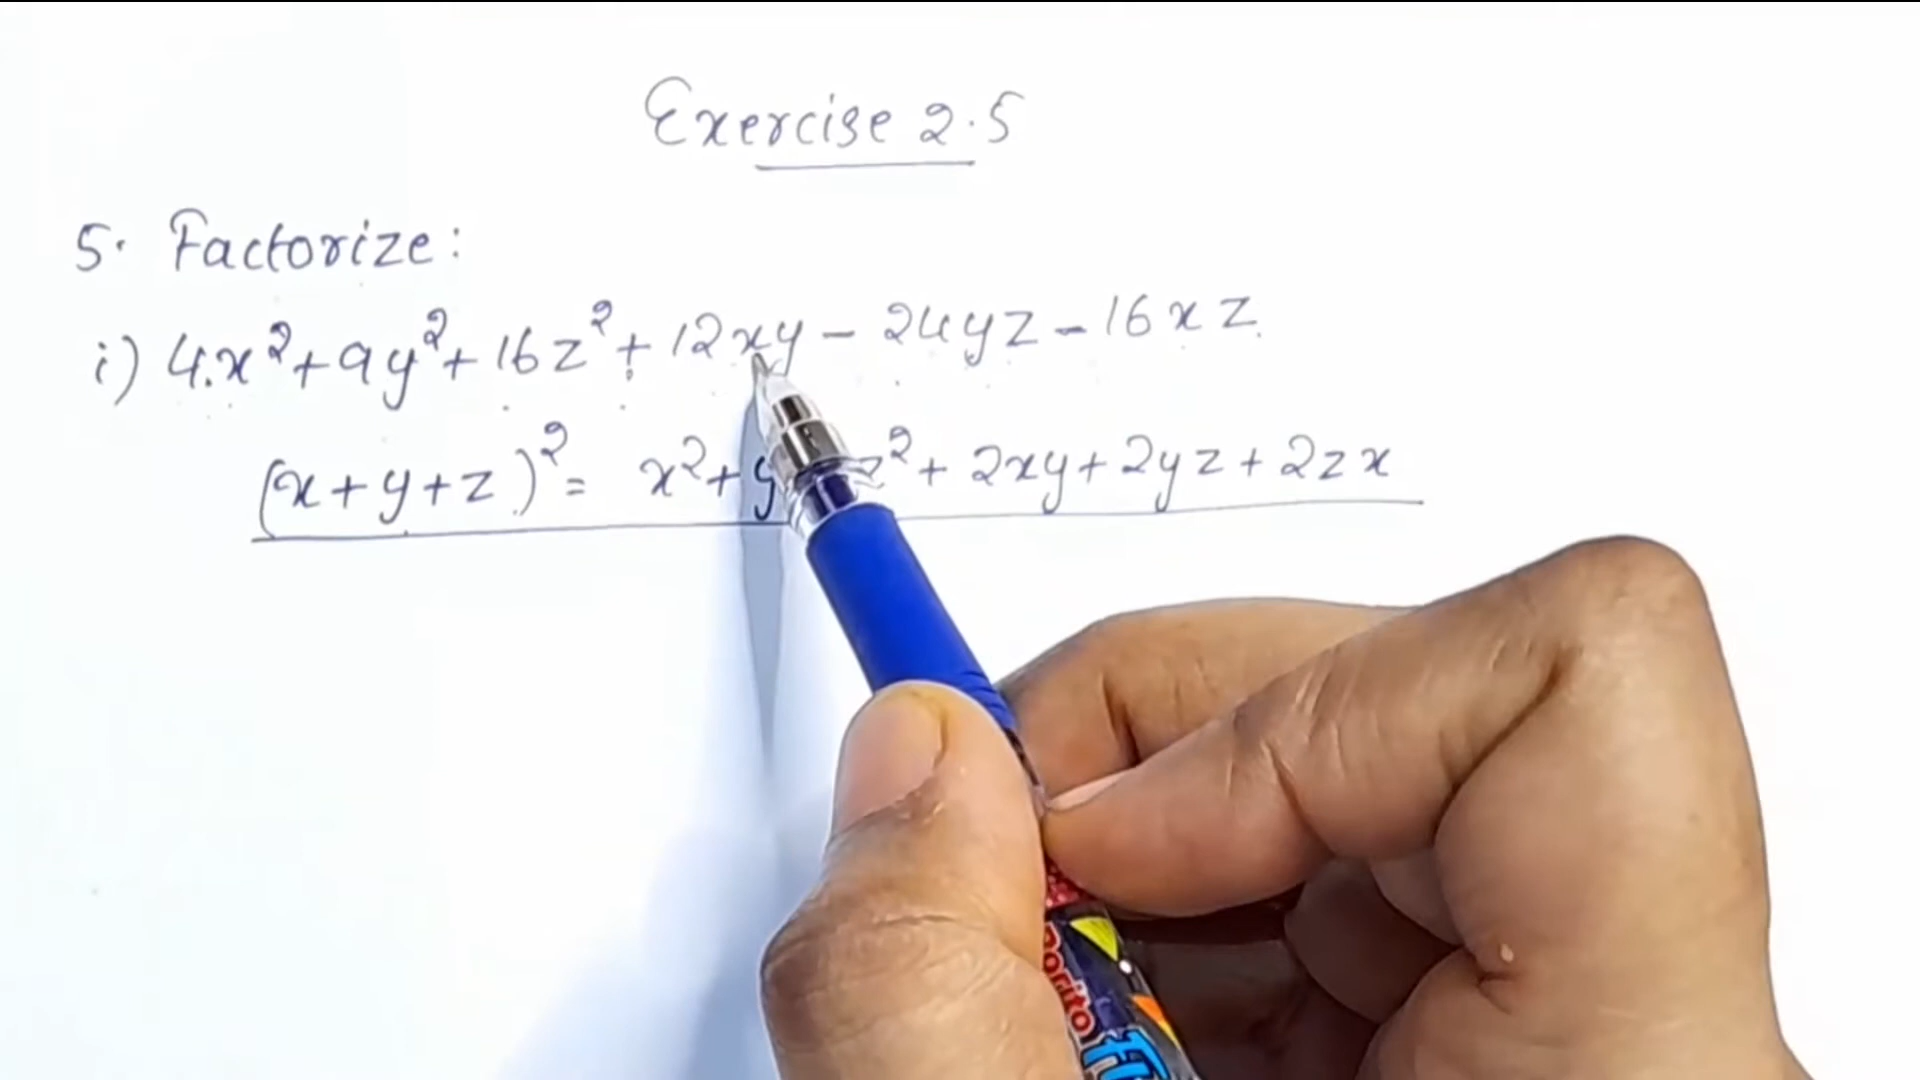 Exercise 2.5
5. Factorize:
i) 4x² + 9y² + 16z² + 12xy - 24yz - 16xz
(x+y+z)² = x² + y z² + 2xy + 2yz + 2zx